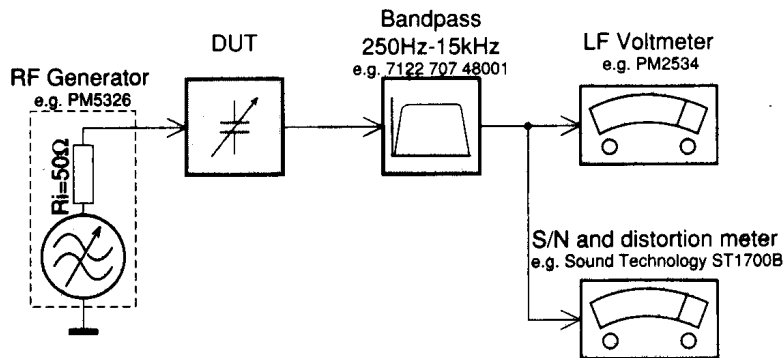 RF Generator
e.g. PM5326
Ri=50Ω
DUT
Bandpass
250Hz-15kHz
e.g. 7122 707 48001
LF Voltmeter
e.g. PM2534
S/N and distortion meter
e.g. Sound Technology ST1700B